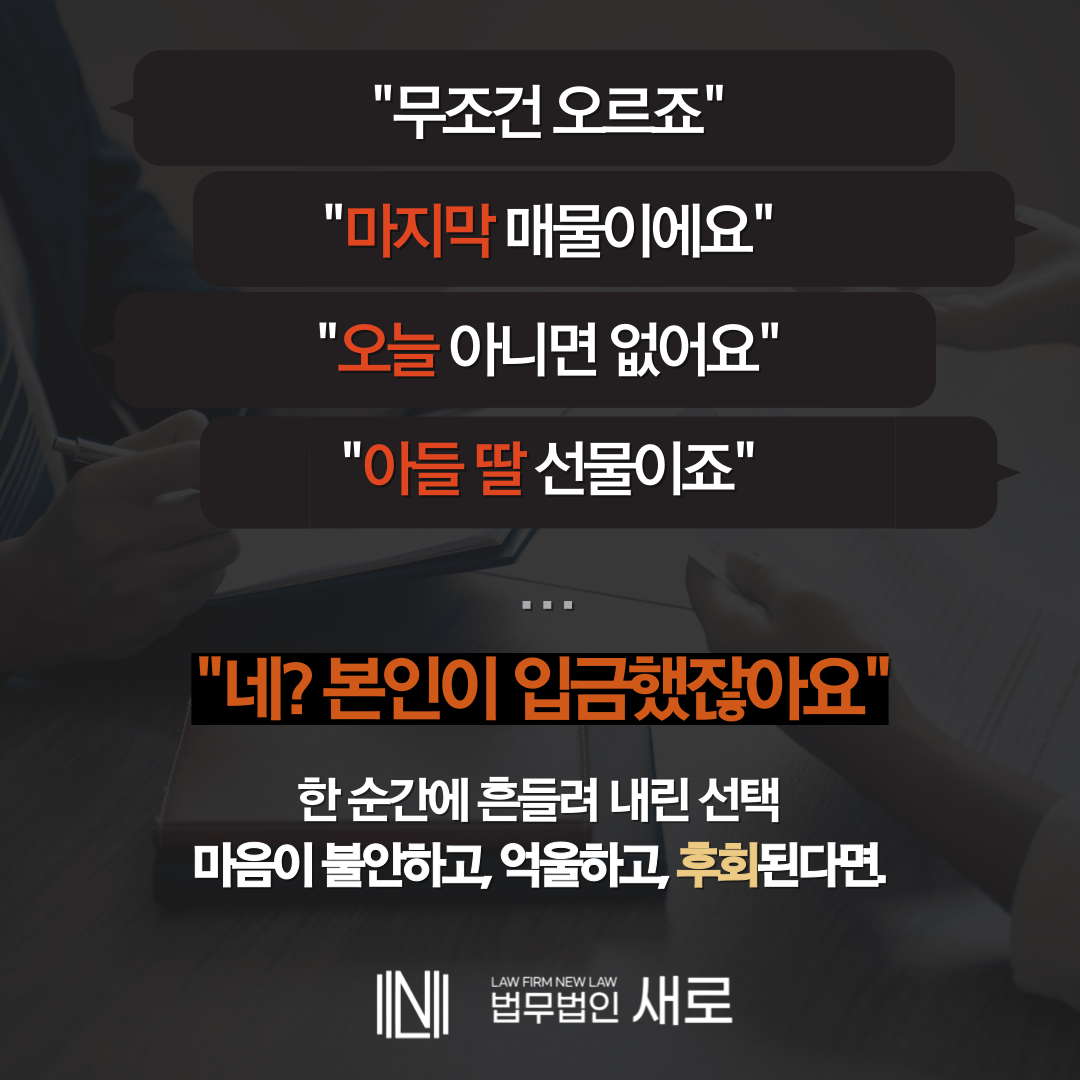 "무조건 오르죠"
"마지막 매물이에요"
"오늘 아니면 없어요"
"아들 딸 선물이죠"
...
"네? 본인이 입금했잖아요"
한 순간에 흔들려 내린 선택
마음이 불안하고, 억울하고, 후회된다면.
LAW FIRM NEW LAW
법무법인 새로